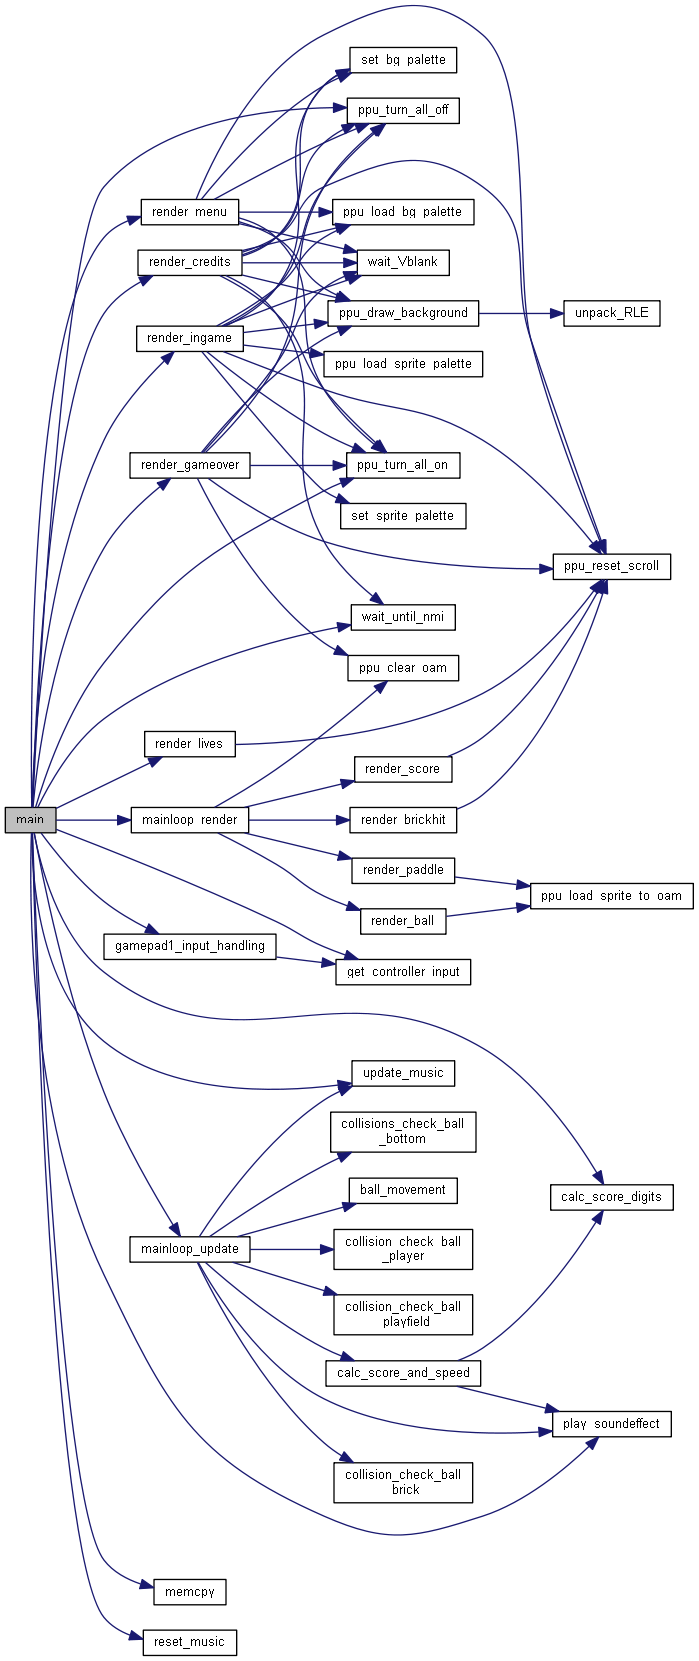 set_bg_palette
ppu_turn_all_off
render_menu
ppu_load_bg_palette
render_credits
wait_Vblank
ppu_draw_background
unpack_RLE
render_ingame
ppu_load_sprite_palette
render_gameover
ppu_turn_all_on
set_sprite_palette
ppu_reset_scroll
wait_until_nmi
ppu_clear_oam
render_lives
render_score
main
mainloop_render
render_brickhit
render_paddle
ppu_load_sprite_to_oam
render_ball
gamepad1_input_handling
get_controller_input
update_music
collisions_check_ball
_bottom
ball_movement
calc_score_digits
mainloop_update
collision_check_ball
_player
collision_check_ball
_playfield
calc_score_and_speed
play_soundeffect
collision_check_ball
_brick
memcpy
reset_music